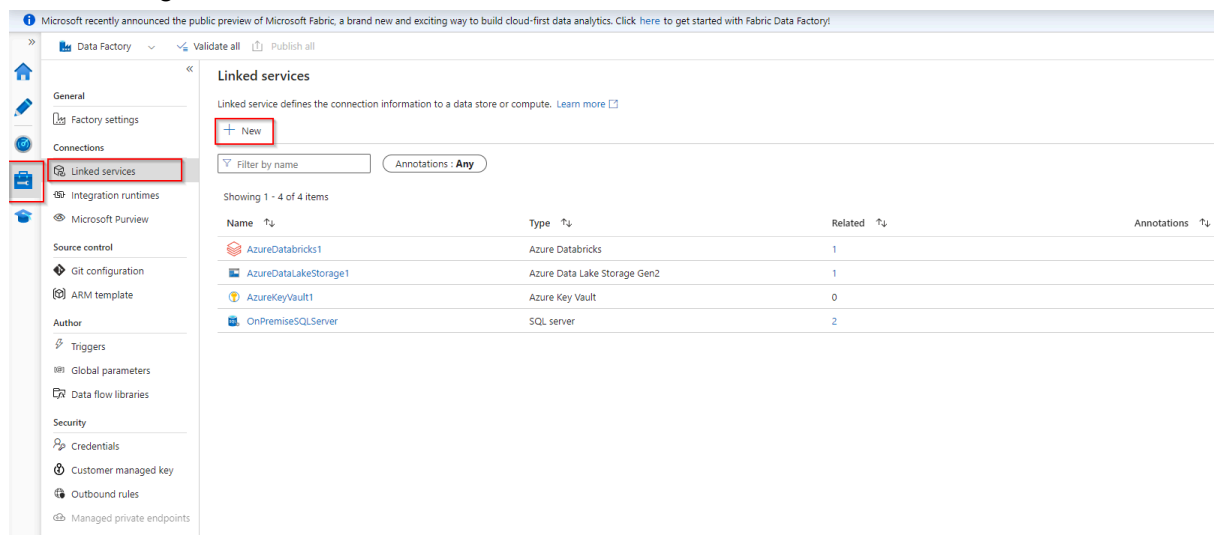 Microsoft recently announced the public preview of Microsoft Fabric, a brand new and exciting way to build cloud-first data analytics. Click here to get started with Fabric Data Factory!
Data Factory
Validate all
Publish all
General
Factory settings
Connections
Linked services
Integration runtimes
Microsoft Purview
Source control
Git configuration
ARM template
Author
Triggers
Global parameters
Data flow libraries
Security
Credentials
Customer managed key
Outbound rules
Managed private endpoints
Linked services
Linked service defines the connection information to a data store or compute. Learn more
+ New
Filter by name
Annotations : Any
Showing 1 - 4 of 4 items
Name Type Related Annotations
AzureDatabricks1 Azure Databricks 1
AzureDataLakeStorage1 Azure Data Lake Storage Gen2 1
AzureKeyVault1 Azure Key Vault 0
OnPremiseSQLServer SQL server 2